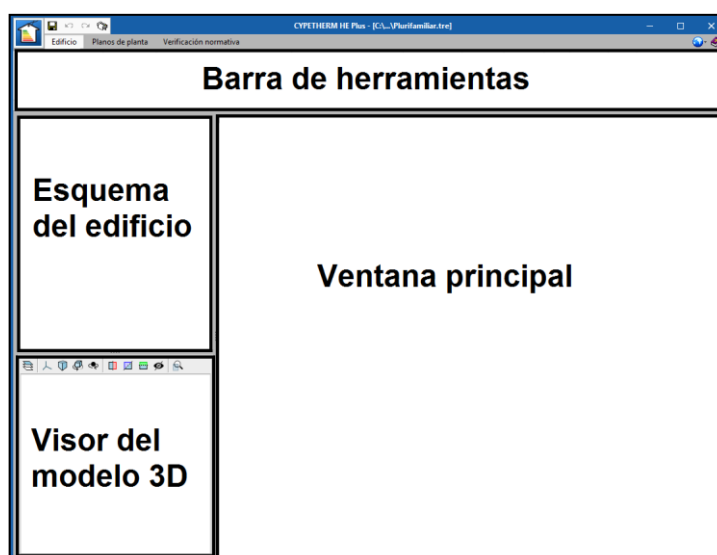 CYPETHERM HE Plus - [C:\...\Plurifamiliar.tre]
Edificio Planos de planta Verificación normativa
Barra de herramientas
Esquema
del edificio
Ventana principal
Visor del
modelo 3D